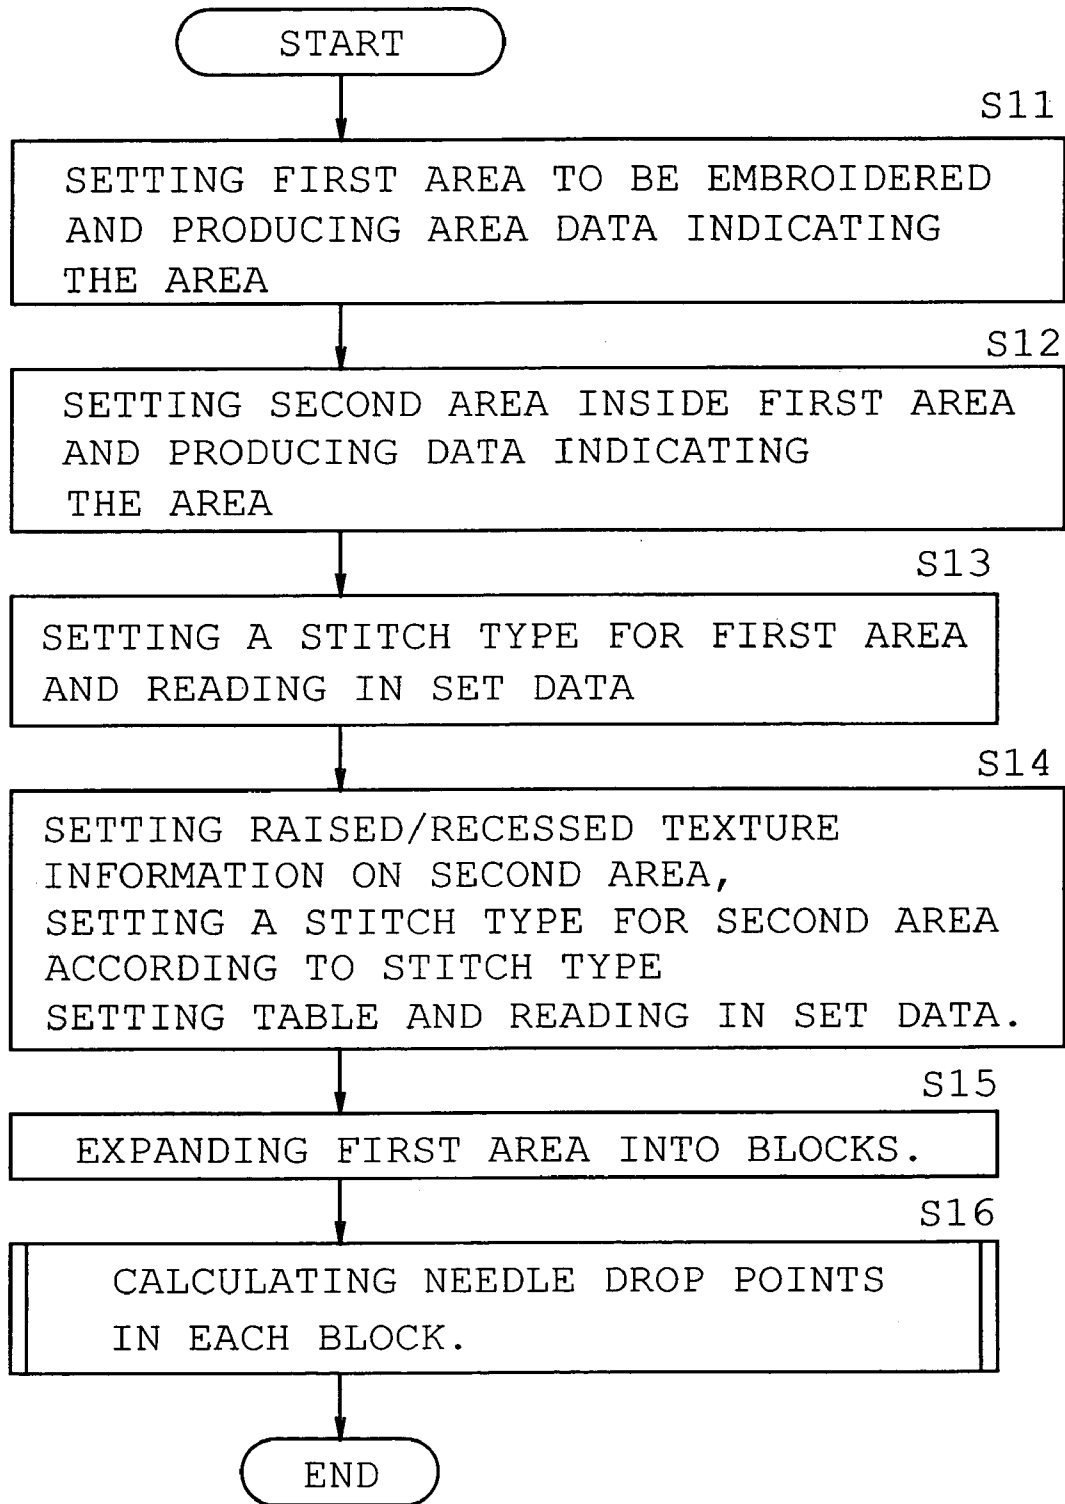 START
S11
SETTING FIRST AREA TO BE EMBROIDERED
AND PRODUCING AREA DATA INDICATING
THE AREA
S12
SETTING SECOND AREA INSIDE FIRST AREA
AND PRODUCING DATA INDICATING
THE AREA
S13
SETTING A STITCH TYPE FOR FIRST AREA
AND READING IN SET DATA
S14
SETTING RAISED/RECESSED TEXTURE
INFORMATION ON SECOND AREA,
SETTING A STITCH TYPE FOR SECOND AREA
ACCORDING TO STITCH TYPE
SETTING TABLE AND READING IN SET DATA.
S15
EXPANDING FIRST AREA INTO BLOCKS.
S16
CALCULATING NEEDLE DROP POINTS
IN EACH BLOCK.
END